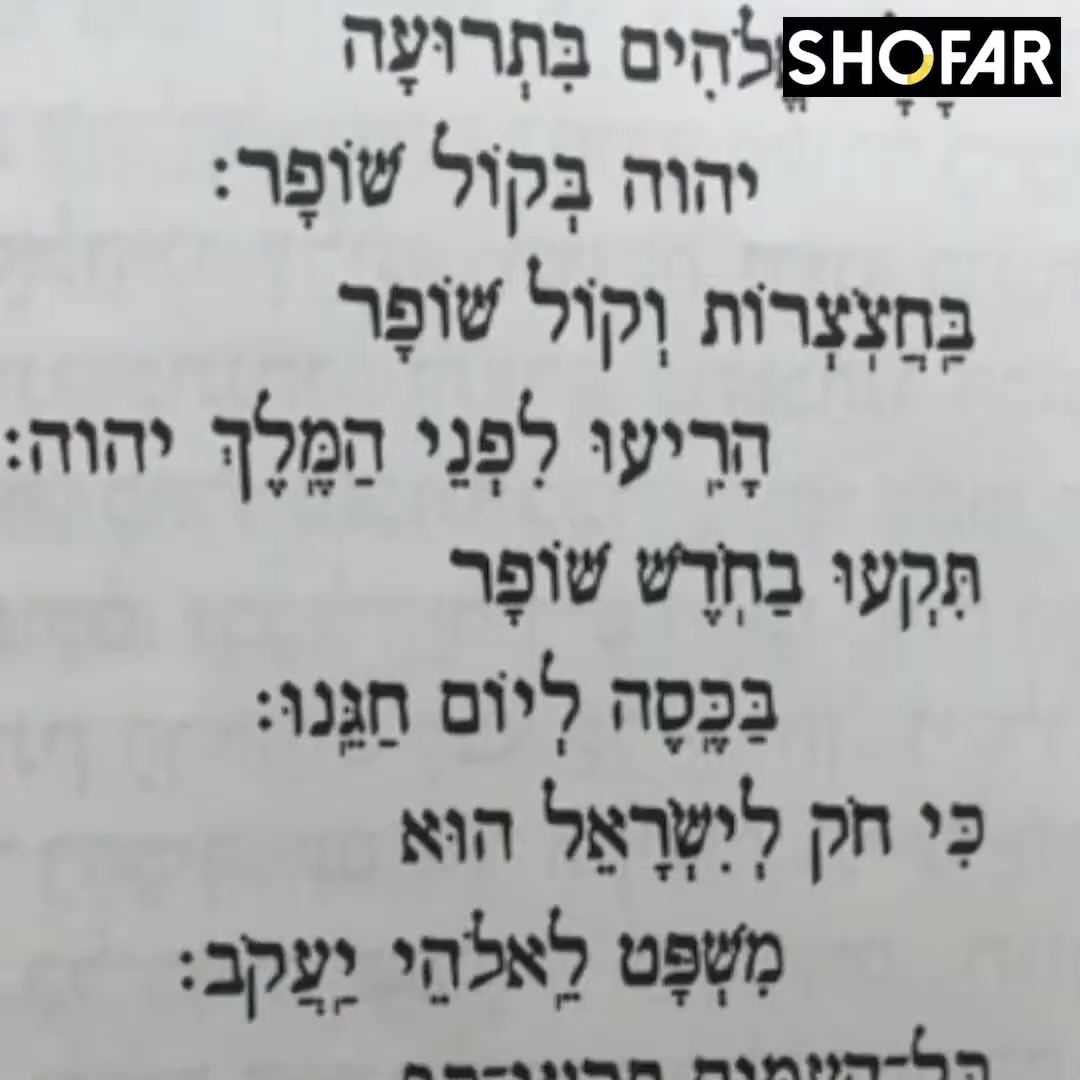 SHOFAR
אֱלֹהִים בִּתְרוּעָה
יהוה בְּקוֹל שׁוֹפָר:
בַּחֲצֹצְרוֹת וְקוֹל שׁוֹפָר
הָרִיעוּ לִפְנֵי הַמֶּלֶךְ יהוה:
תִּקְעוּ בַחֹדֶשׁ שׁוֹפָר
בַּכֶּסֶה לְיוֹם חַגֵּנוּ:
כִּי חֹק לְיִשְׂרָאֵל הוּא
מִשְׁפָּט לֵאלֹהֵי יַעֲקֹב: